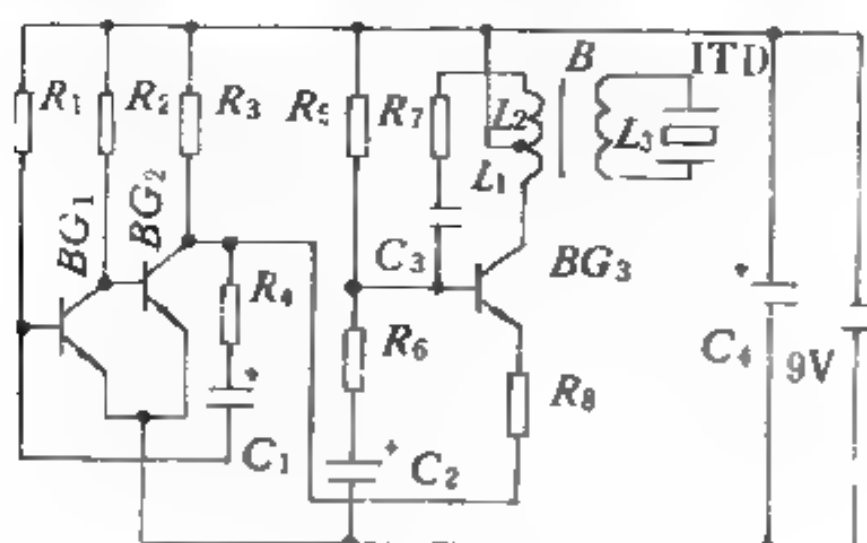 B ITD
R₁ R₂ R₃ R₅ R₇ L₂ L₃
L₁
BG₁ BG₂
C₃ BG₃
R₄ R₆
C₄ 9V
R₈
C₁ C₂